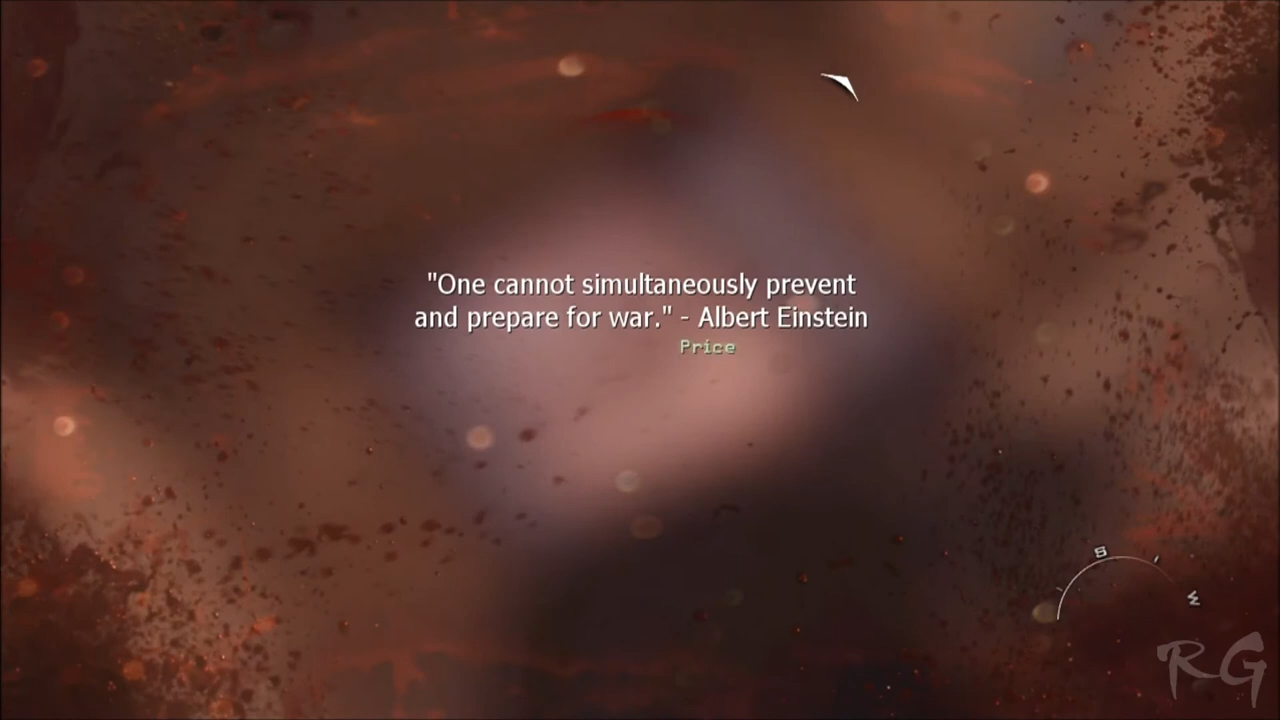 "One cannot simultaneously prevent
and prepare for war." - Albert Einstein
Price
S
W
RG